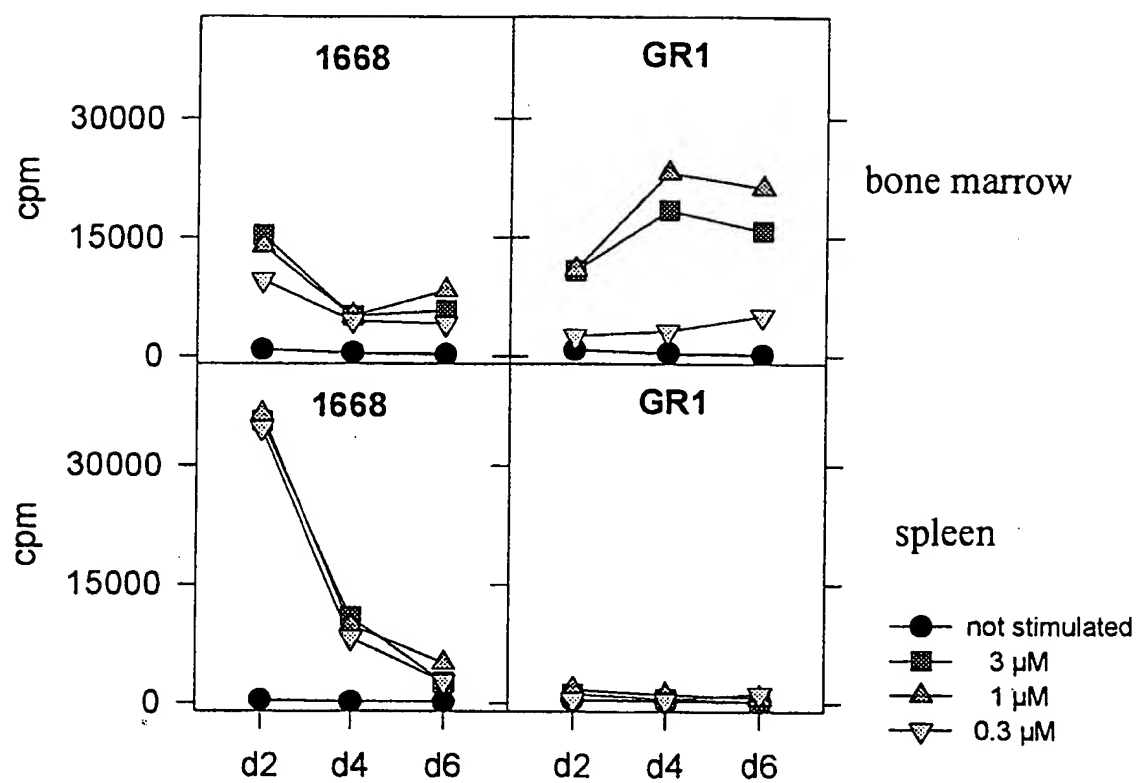 1668
GR1
30000
15000
0
cpm
bone marrow
1668
GR1
30000
15000
0
cpm
spleen
not stimulated
3 µM
1 µM
0.3 µM
d2 d4 d6
d2 d4 d6